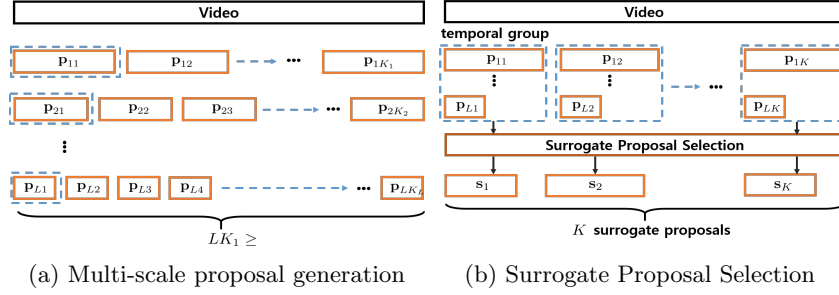 Video
p11 p12 ... p1K1
p21 p22 p23 ... p2K2
pL1 pL2 pL3 pL4 ... pLKL
LK1 ≥
(a) Multi-scale proposal generation
Video
temporal group
p11 p12 ... p1K
pL1 pL2 pLK
Surrogate Proposal Selection
s1 s2 sK
K surrogate proposals
(b) Surrogate Proposal Selection